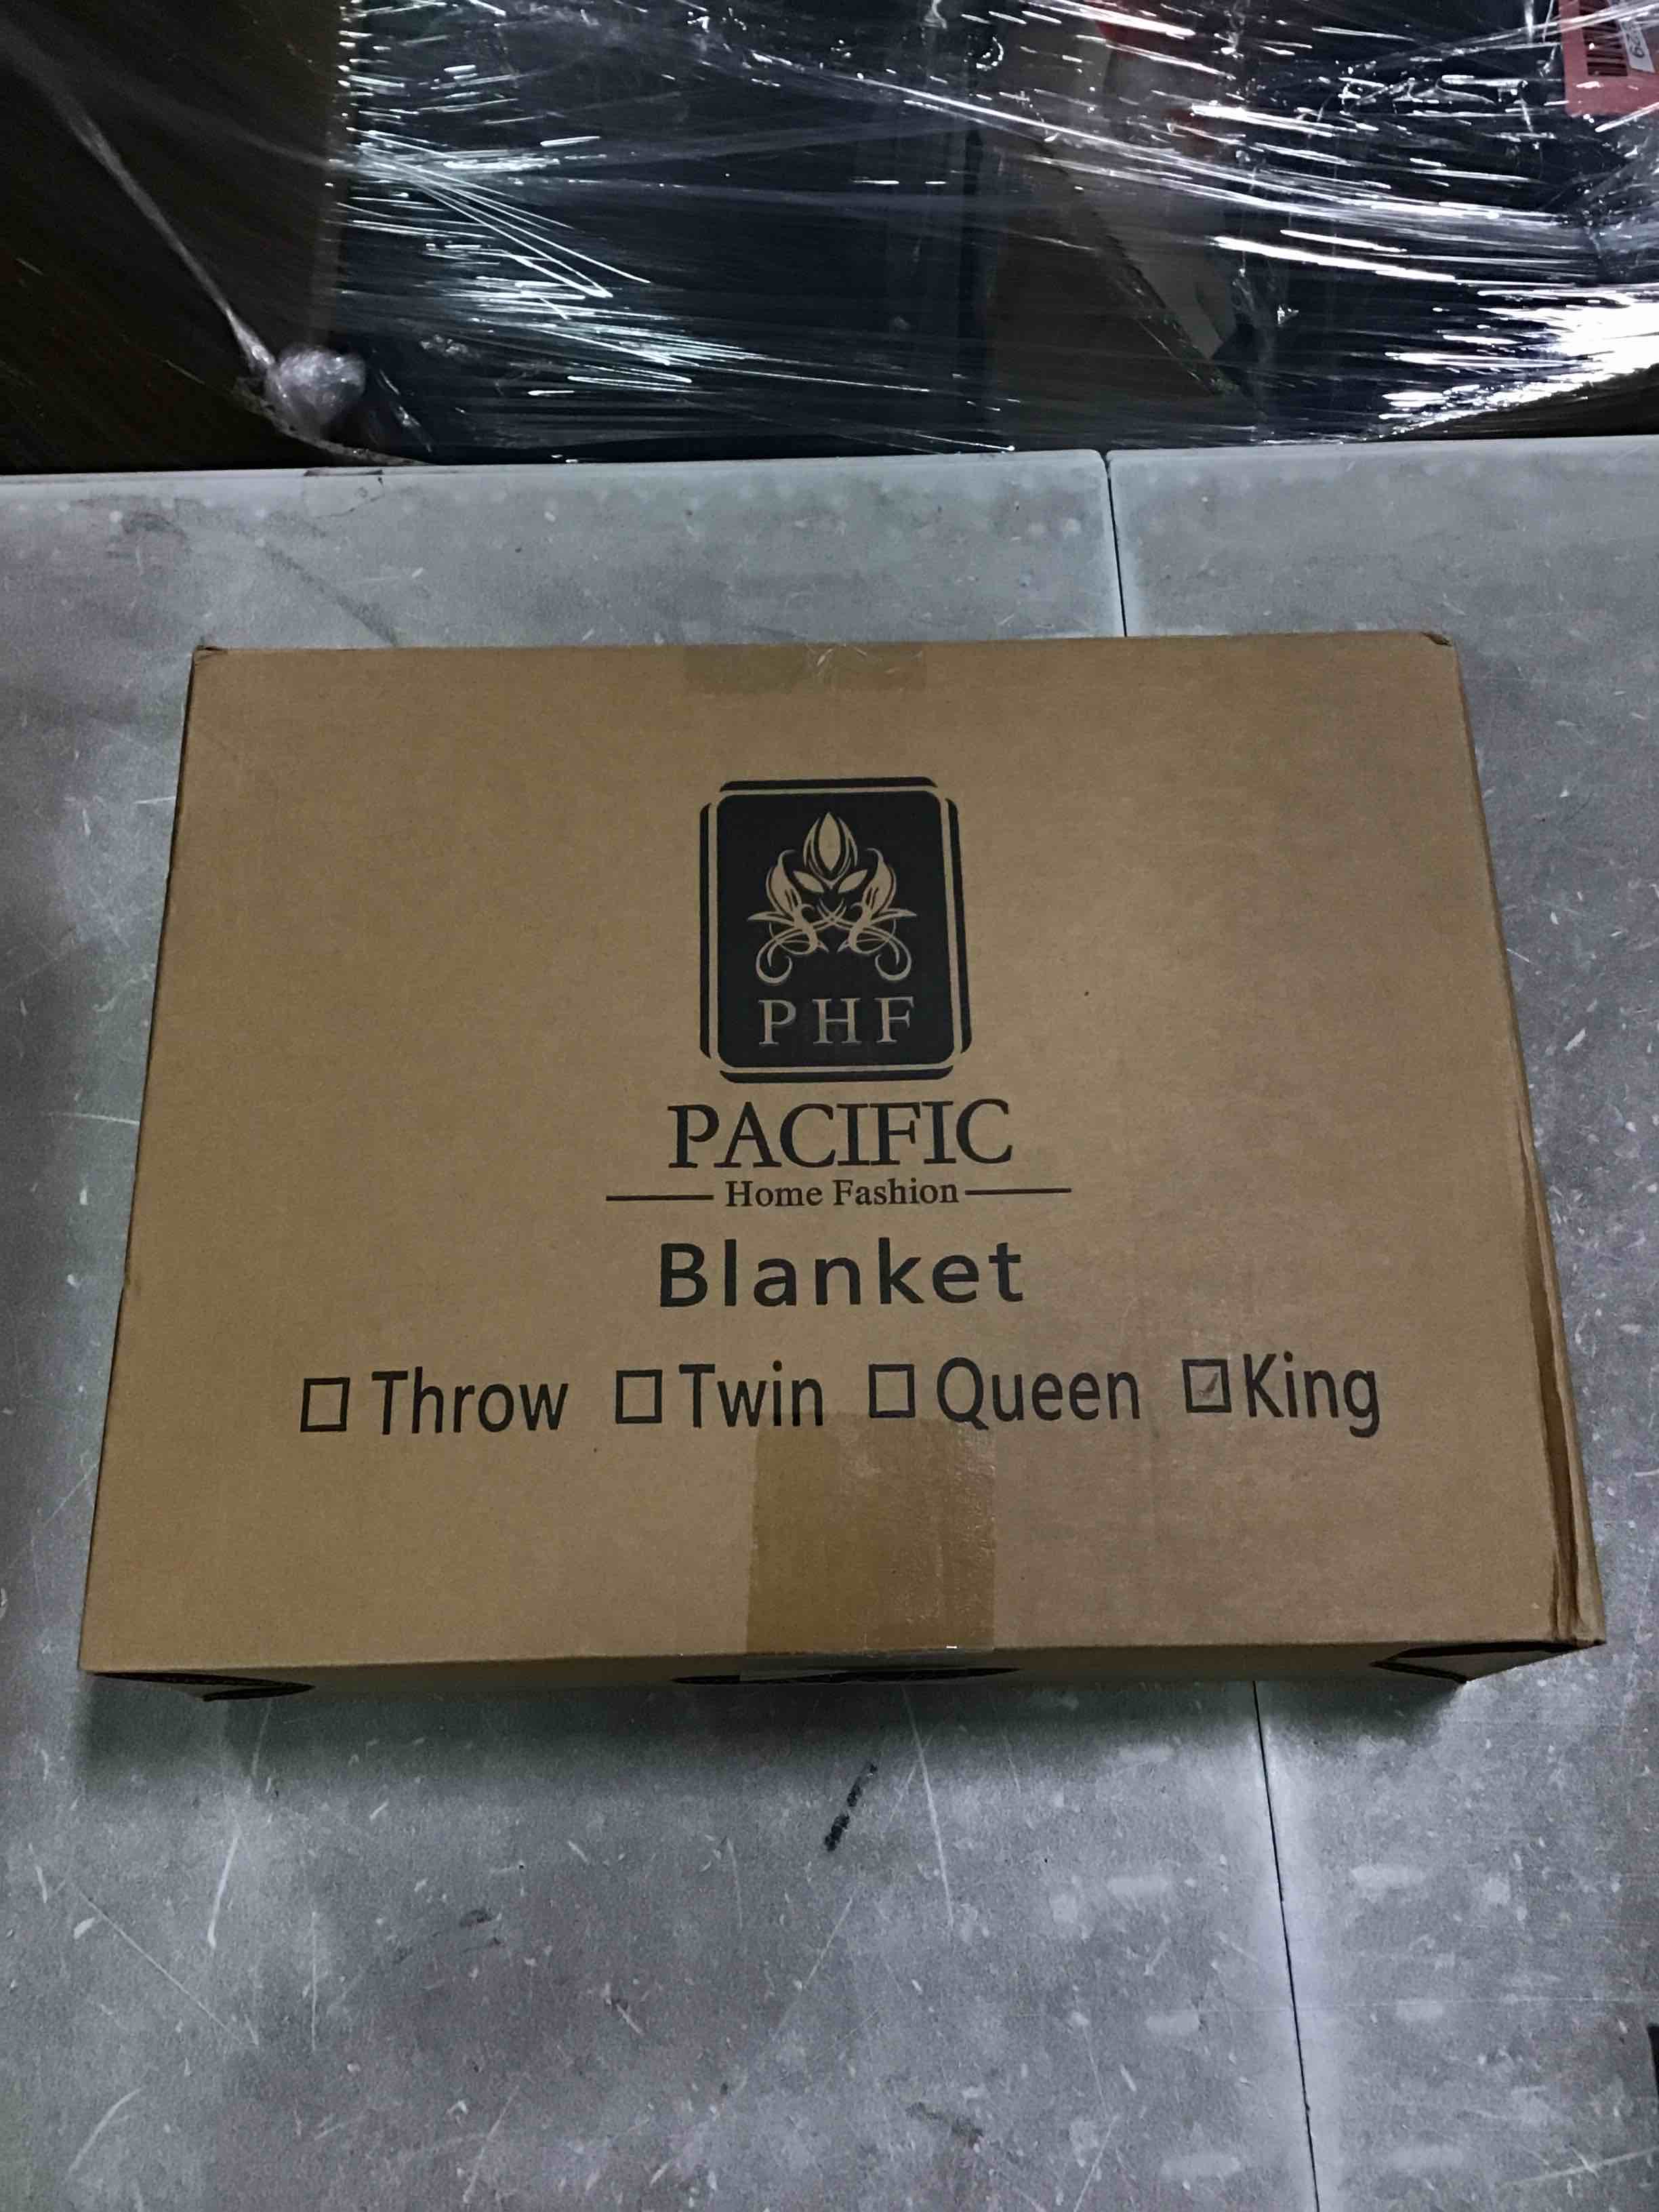 PHF
PACIFIC
Home Fashion
Blanket
☐ Throw ☐ Twin ☐ Queen ☑ King